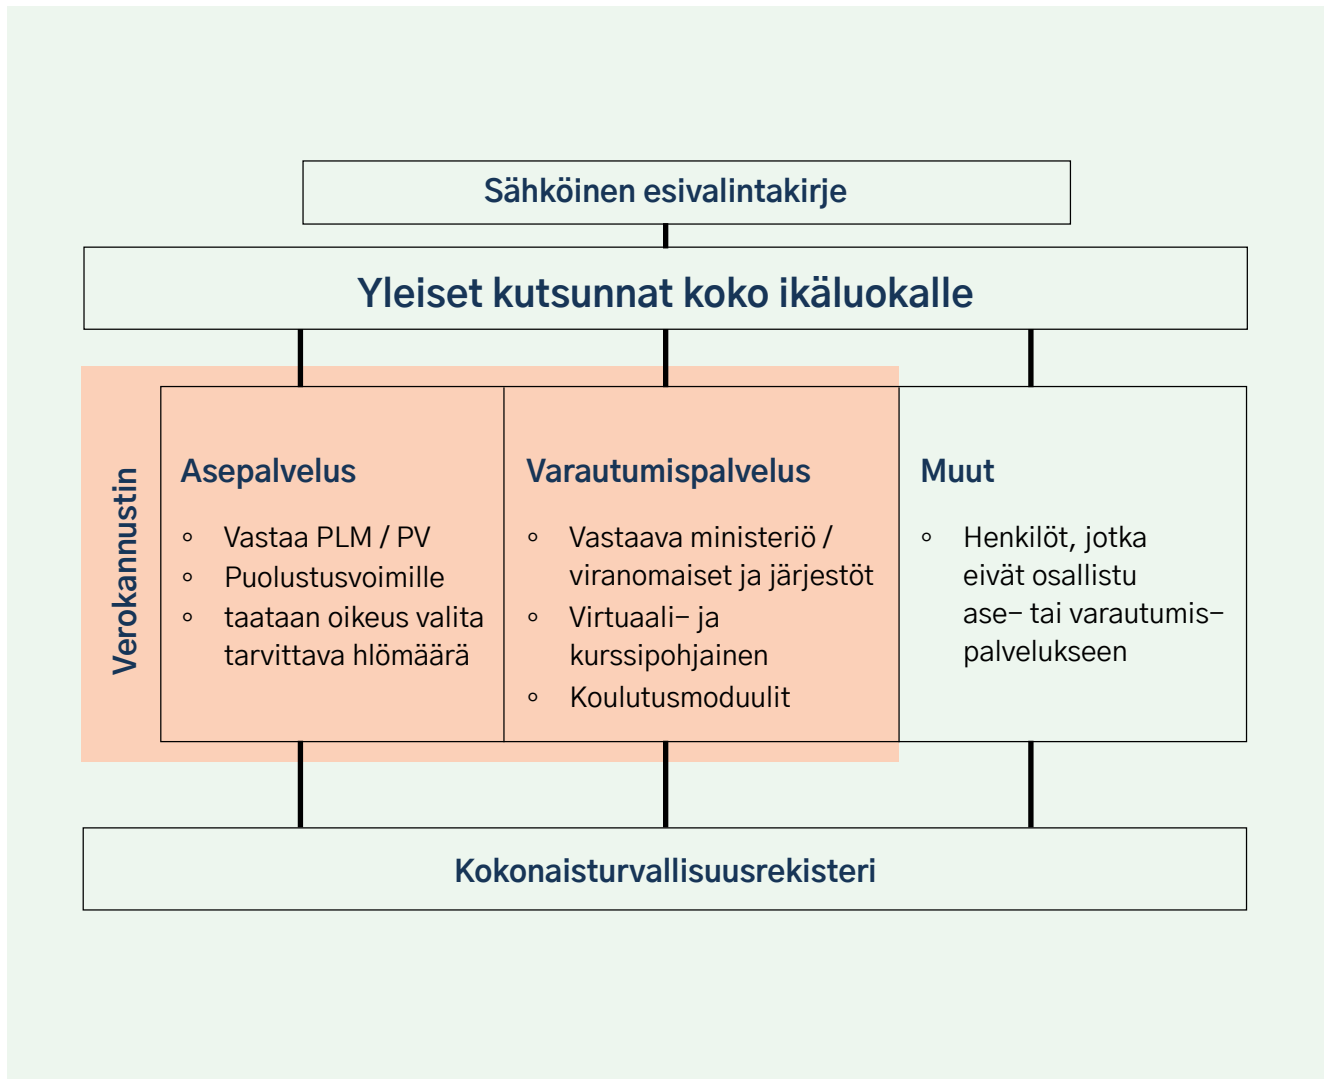 Sähköinen esivalintakirje
Yleiset kutsunnat koko ikäluokalle
Verokannustin
Asepalvelus
◦ Vastaa PLM / PV
◦ Puolustusvoimille
◦ taataan oikeus valita
tarvittava hlömäärä
Varautumispalvelus
◦ Vastaava ministeriö /
viranomaiset ja järjestöt
◦ Virtuaali- ja
kurssipohjainen
◦ Koulutusmoduulit
Muut
◦ Henkilöt, jotka
eivät osallistu
ase- tai varautumis-
palvelukseen
Kokonaisturvallisuusrekisteri